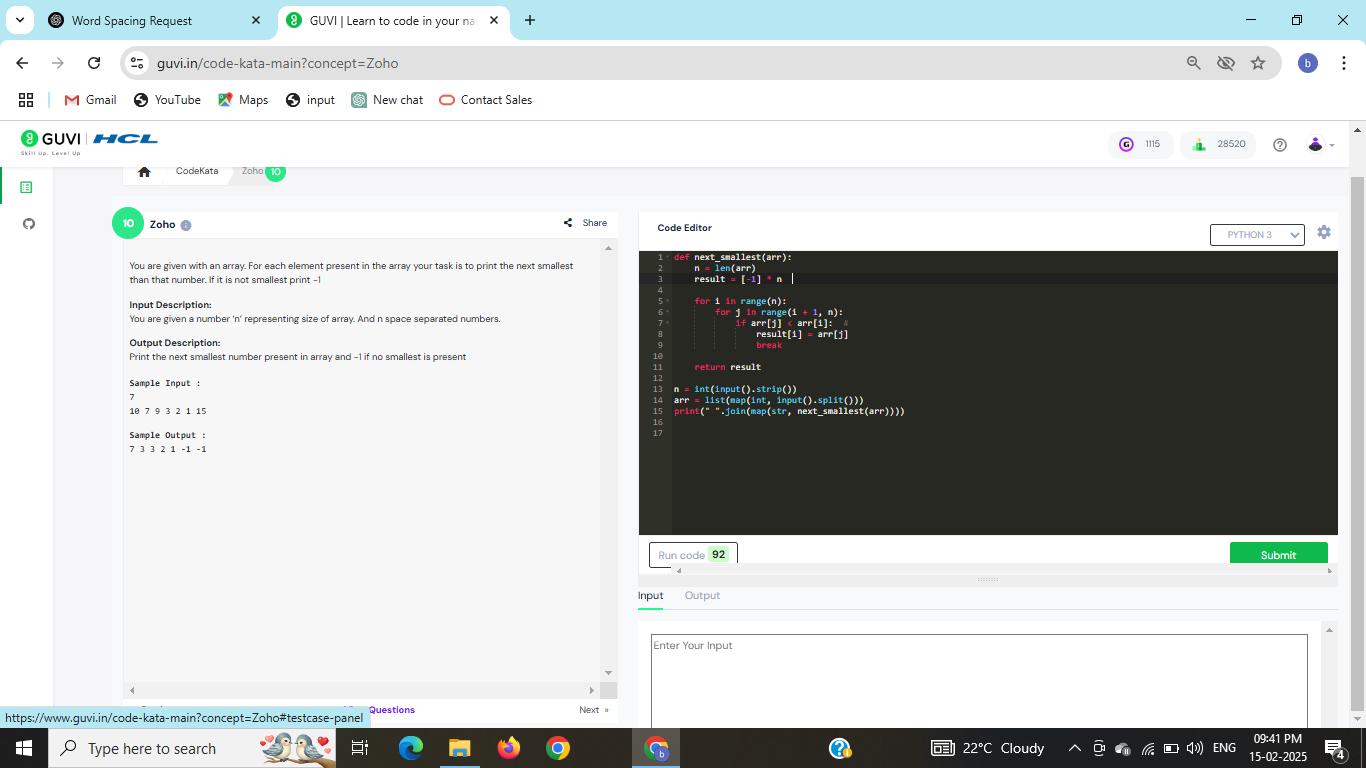 Word Spacing Request
GUVI | Learn to code in your na
guvi.in/code-kata-main?concept=Zoho
b
Gmail
YouTube
Maps
input
New chat
Contact Sales
GUVI | HCL
Skill Up. Level Up
G 1115
28520
CodeKata
Zoho 10
10 Zoho
Share
You are given with an array. For each element present in the array your task is to print the next smallest
than that number. If it is not smallest print -1
Input Description:
You are given a number ‘n’ representing size of array. And n space separated numbers.
Output Description:
Print the next smallest number present in array and -1 if no smallest is present
Sample Input :
7
10 7 9 3 2 1 15
Sample Output :
7 3 3 2 1 -1 -1
Questions
Next »
https://www.guvi.in/code-kata-main?concept=Zoho#testcase-panel
Code Editor
PYTHON 3
1 def next_smallest(arr):
2 n = len(arr)
3 result = [-1] * n
4
5 for i in range(n):
6 for j in range(i + 1, n):
7 if arr[j] < arr[i]: #
8 result[i] = arr[j]
9 break
10
11 return result
12
13 n = int(input().strip())
14 arr = list(map(int, input().split()))
15 print(" ".join(map(str, next_smallest(arr))))
16
17
Run code 92
Submit
Input
Output
Enter Your Input
Type here to search
22°C Cloudy
ENG
09:41 PM
15-02-2025
4